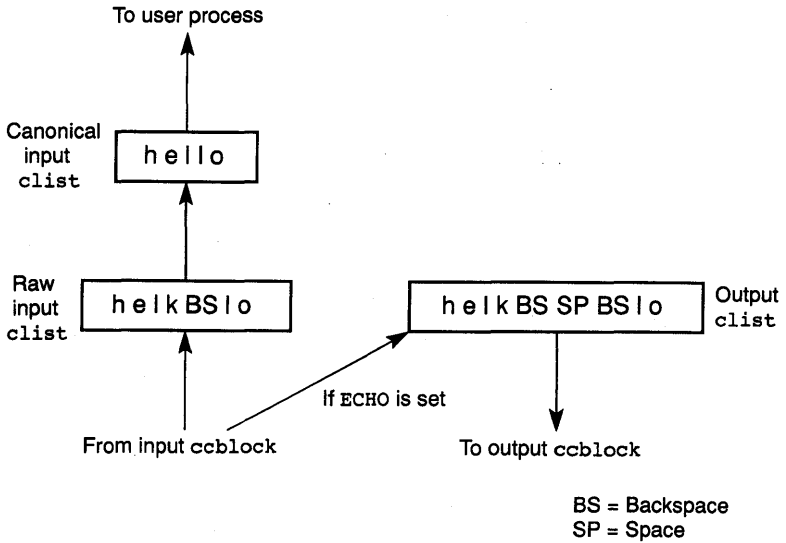 To user process
Canonical
input
clist
h e l l o
Raw
input
clist
h e l k BS l o
h e l k BS SP BS l o
Output
clist
If ECHO is set
From input ccblock
To output ccblock
BS = Backspace
SP = Space